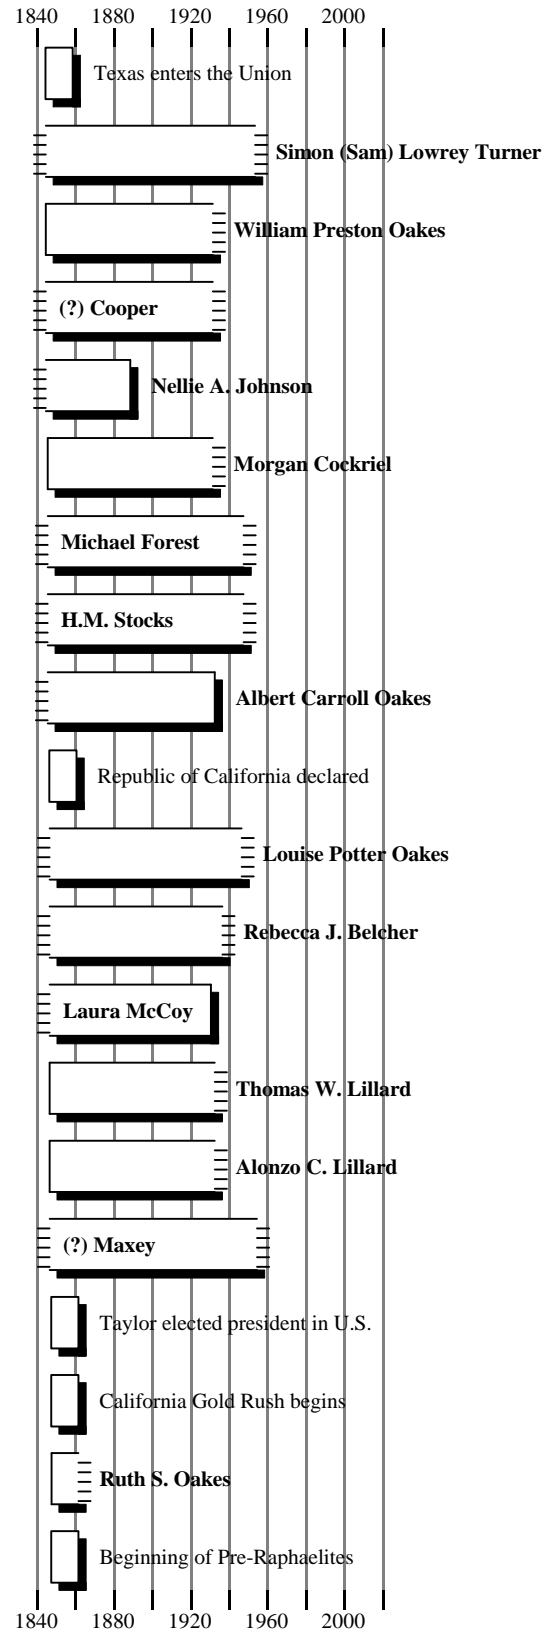 1840 1880 1920 1960 2000
Texas enters the Union
Simon (Sam) Lowrey Turner
William Preston Oakes
(?) Cooper
Nellie A. Johnson
Morgan Cockriel
Michael Forest
H.M. Stocks
Albert Carroll Oakes
Republic of California declared
Louise Potter Oakes
Rebecca J. Belcher
Laura McCoy
Thomas W. Lillard
Alonzo C. Lillard
(?) Maxey
Taylor elected president in U.S.
California Gold Rush begins
Ruth S. Oakes
Beginning of Pre-Raphaelites
1840 1880 1920 1960 2000